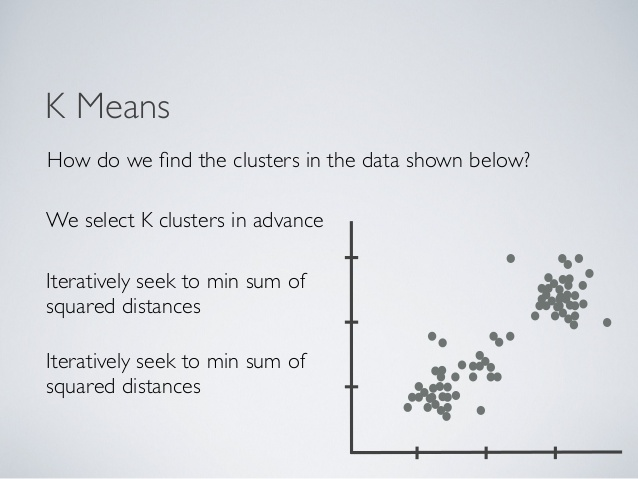 K Means
How do we find the clusters in the data shown below?
We select K clusters in advance
Iteratively seek to min sum of
squared distances
Iteratively seek to min sum of
squared distances